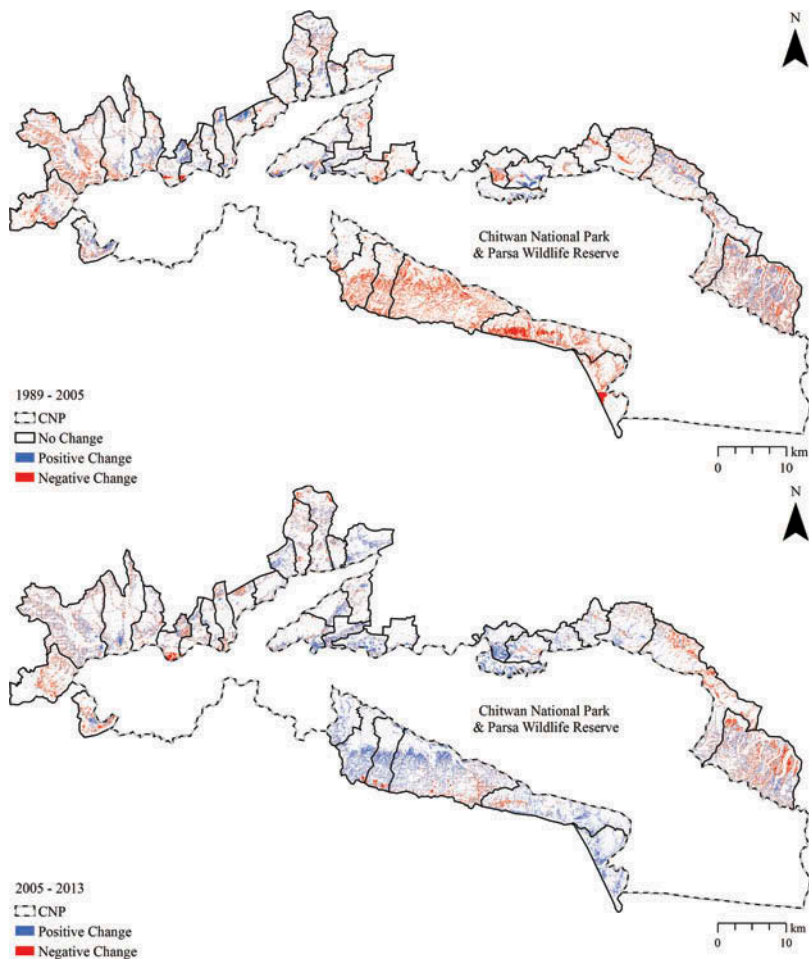 N
Chitwan National Park
& Parsa Wildlife Reserve
1989 - 2005
CNP
No Change
Positive Change
Negative Change
km
0 10
N
Chitwan National Park
& Parsa Wildlife Reserve
2005 - 2013
CNP
Positive Change
Negative Change
km
0 10